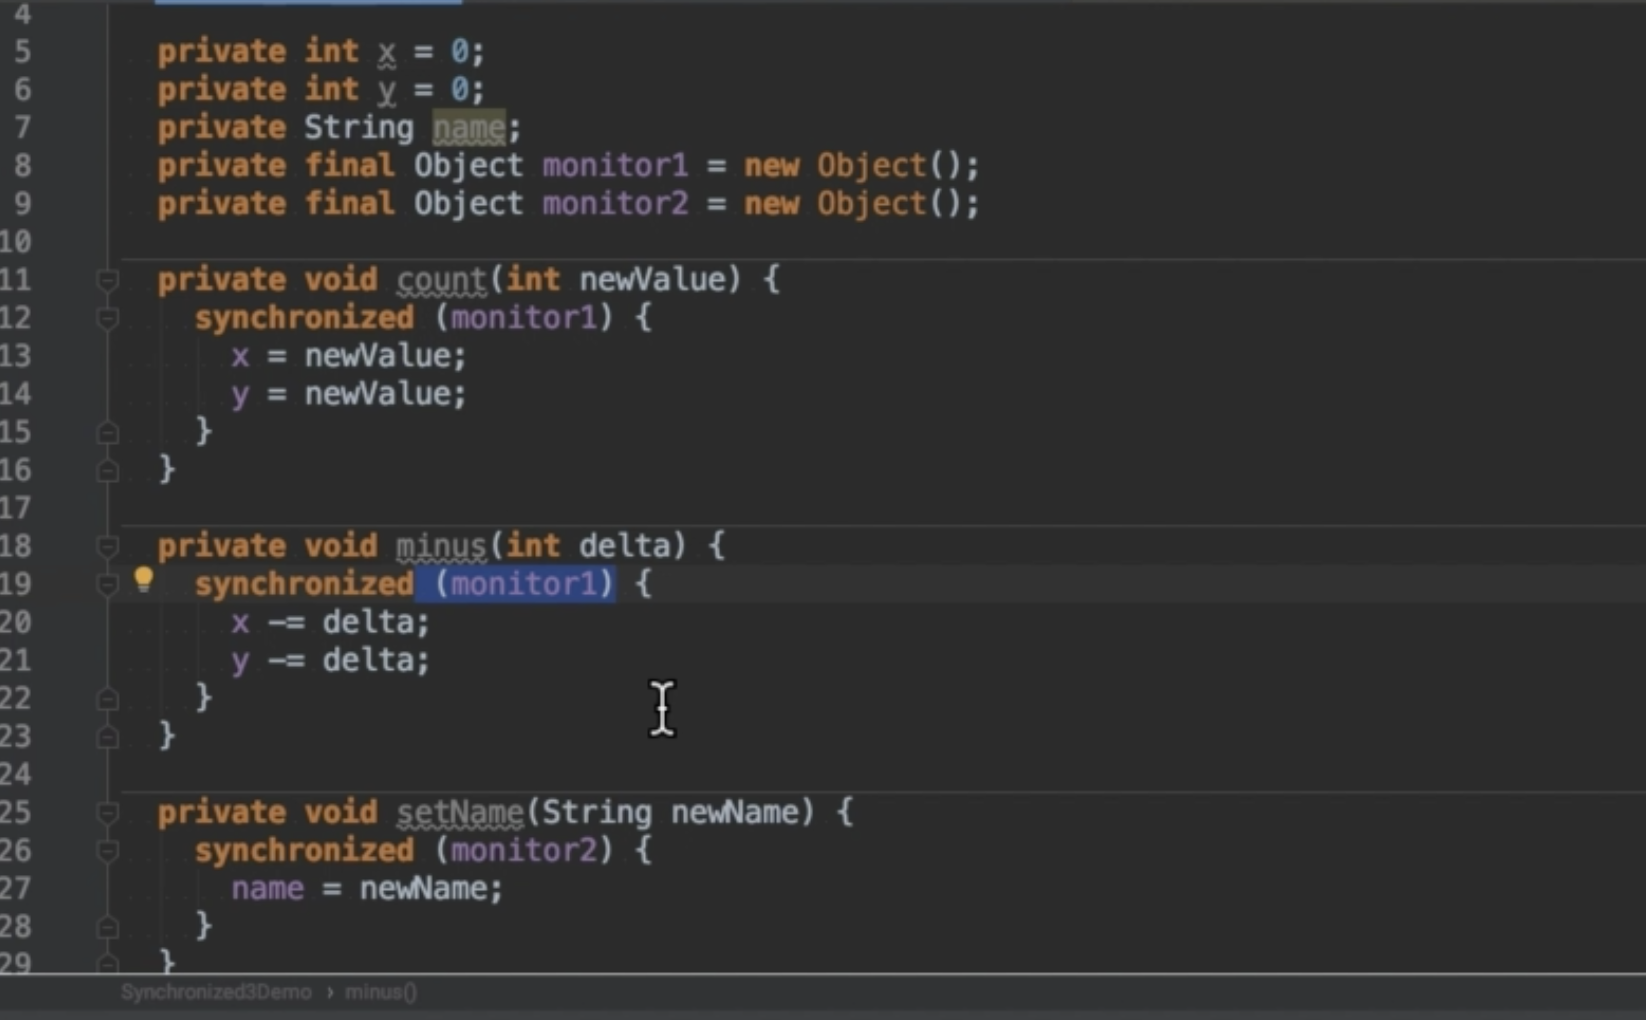 4
5 private int x = 0;
6 private int y = 0;
7 private String name;
8 private final Object monitor1 = new Object();
9 private final Object monitor2 = new Object();
10
11 private void count(int newValue) {
12 synchronized (monitor1) {
13 x = newValue;
14 y = newValue;
15 }
16 }
17
18 private void minus(int delta) {
19 synchronized (monitor1) {
20 x -= delta;
21 y -= delta;
22 }
23 }
24
25 private void setName(String newName) {
26 synchronized (monitor2) {
27 name = newName;
28 }
29 }
Synchronized3Demo › minus()